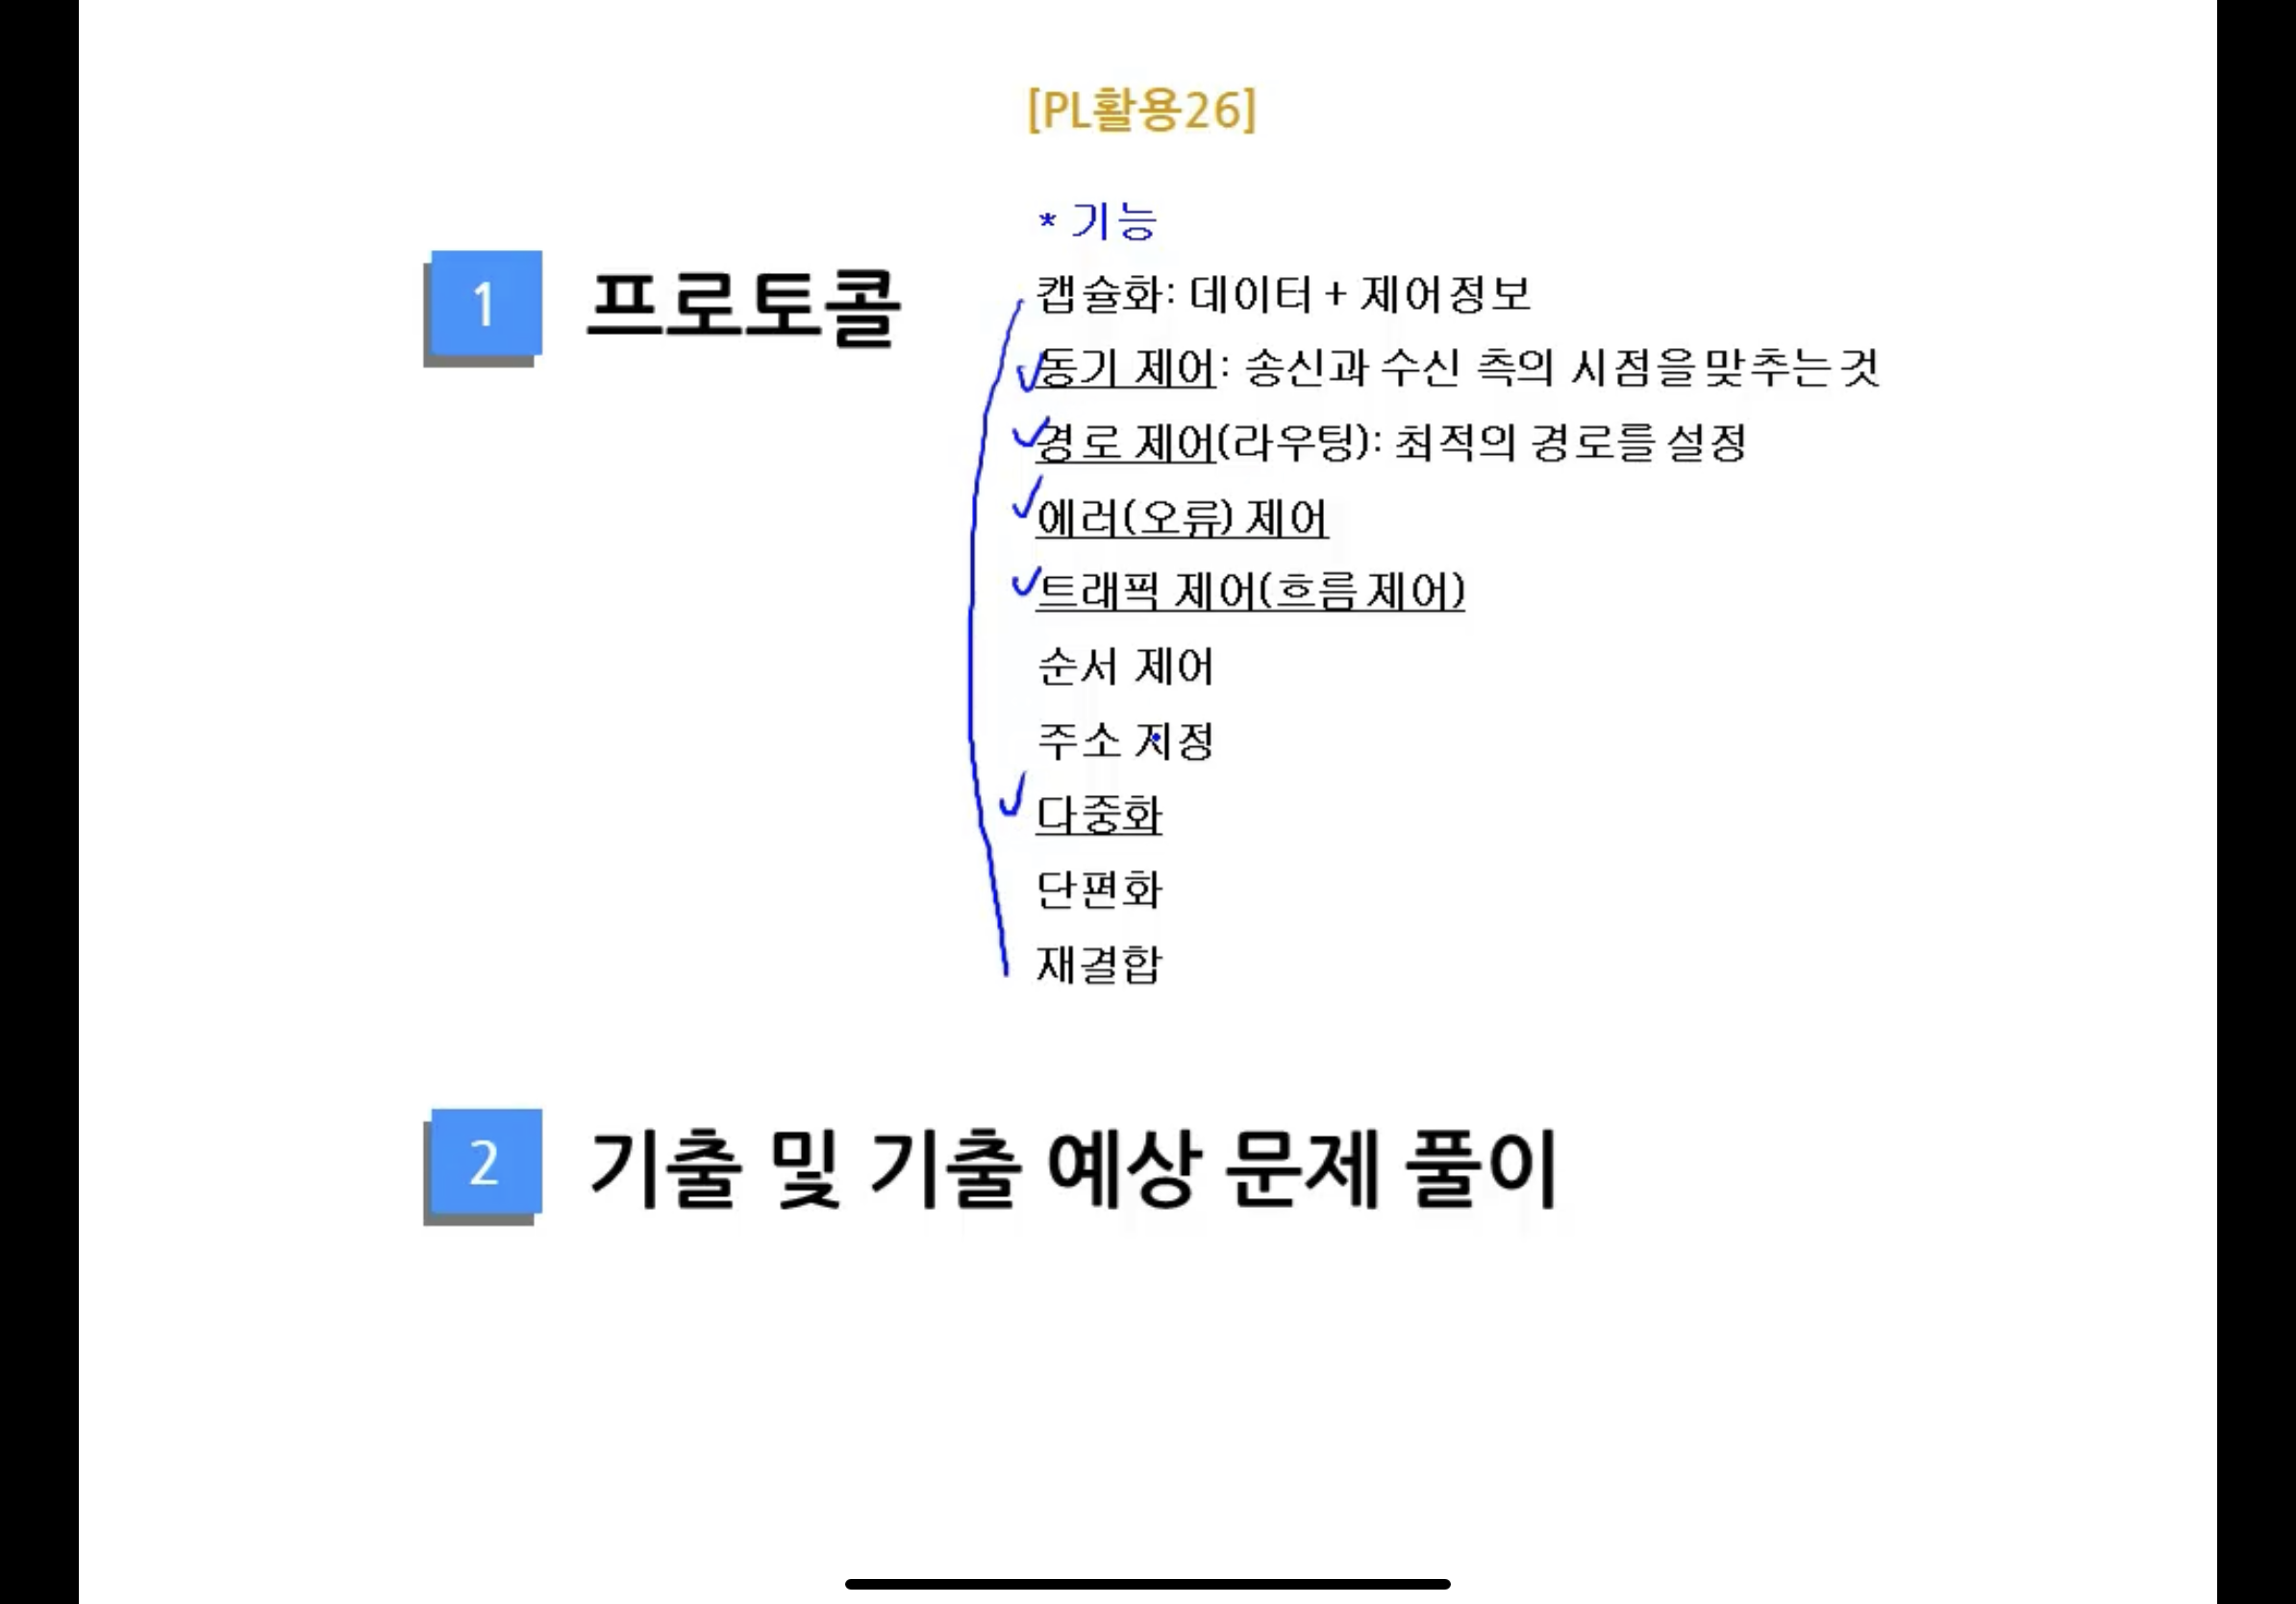 [PL활용26]
* 기능
1 프로토콜
캡슐화: 데이터 + 제어정보
동기 제어: 송신과 수신 측의 시점을 맞추는 것
경로 제어(라우팅): 최적의 경로를 설정
에러(오류) 제어
트래픽 제어(흐름 제어)
순서 제어
주소 지정
다중화
단편화
재결합
2 기출 및 기출 예상 문제 풀이